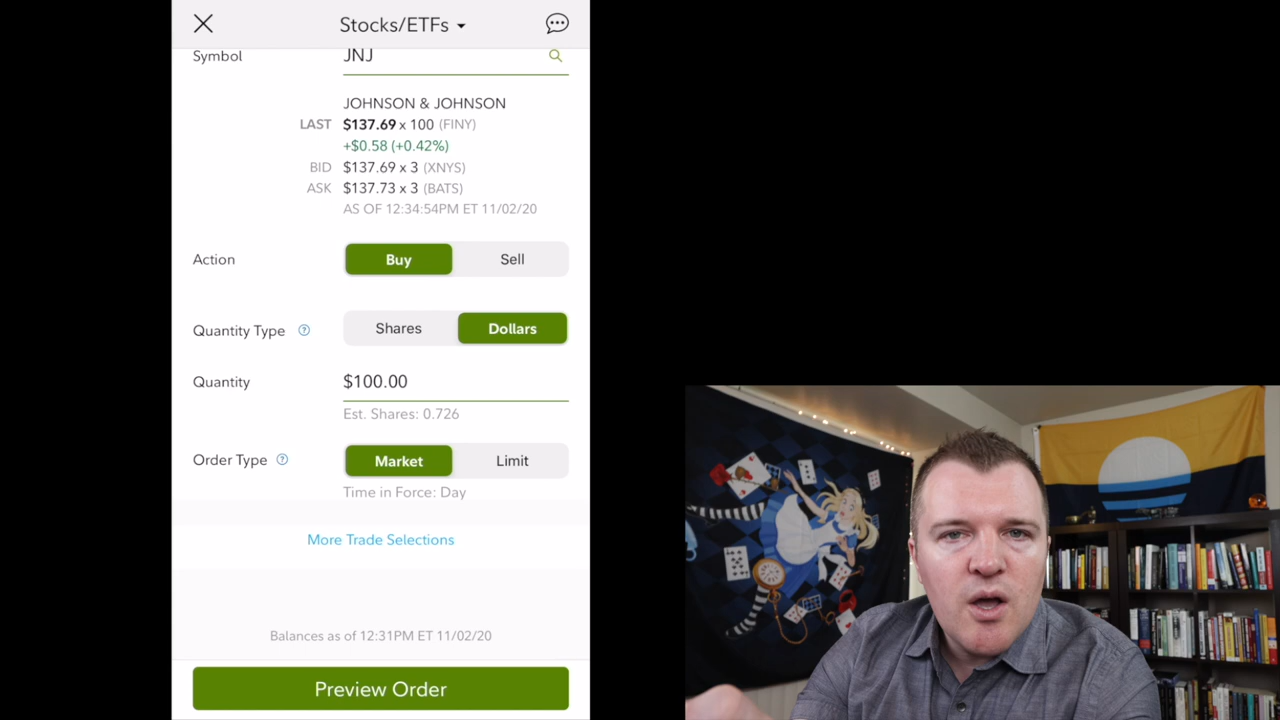 Stocks/ETFs
Symbol JNJ
JOHNSON & JOHNSON
LAST $137.69 x 100 (FINY)
+$0.58 (+0.42%)
BID $137.69 x 3 (XNYS)
ASK $137.73 x 3 (BATS)
AS OF 12:34:54PM ET 11/02/20
Action Buy Sell
Quantity Type ? Shares Dollars
Quantity $100.00
Est. Shares: 0.726
Order Type ? Market Limit
Time in Force: Day
More Trade Selections
Balances as of 12:31PM ET 11/02/20
Preview Order